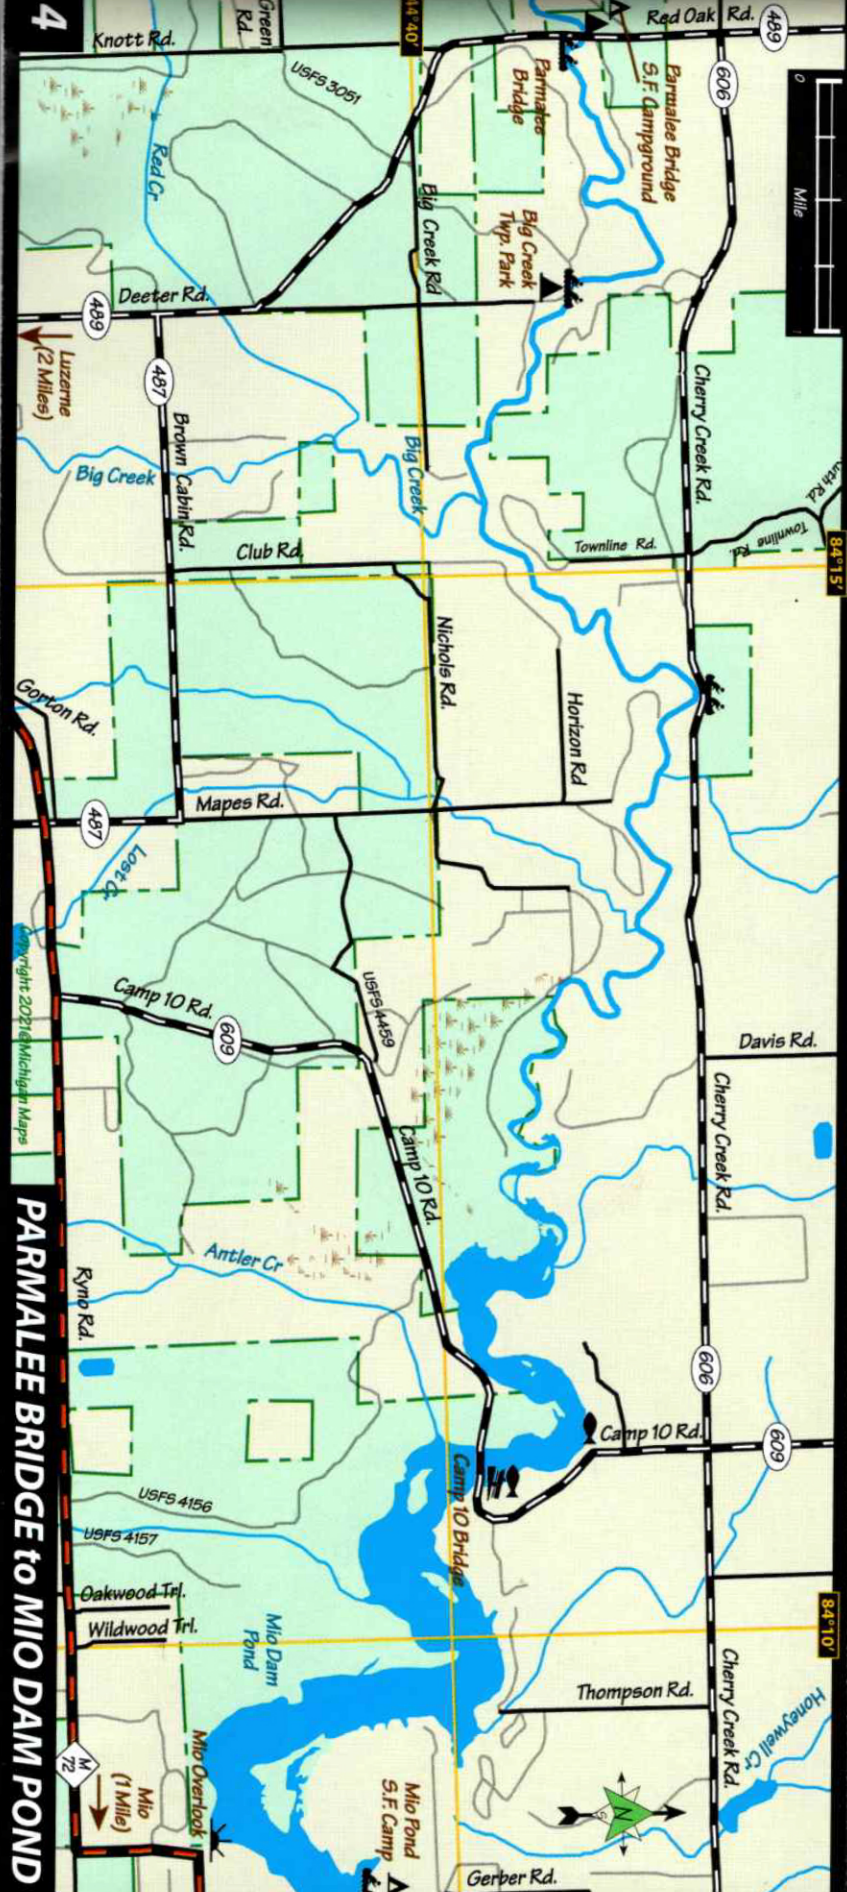 4
Knott Rd.
Green
Rd.
USFS 3051
44°40'
Red Cr
Parmalee
Bridge
Parmalee Bridge
S.F. Campground
Red Oak Rd.
489
606
0
Mile
1
Big Creek Rd
Big Creek
Twp. Park
Deeter Rd.
489
Luzerne
(2 Miles)
487
Brown Cabin Rd.
Big Creek
Big Creek
Cherry Creek Rd.
Club Rd.
Townline Rd.
Townline Rd.
84°15'
Nichols Rd.
Horizon Rd
Gorton Rd.
Mapes Rd.
487
Lost Cr
Copyright 2021©Michigan Maps
Camp 10 Rd.
609
USFS 4459
Davis Rd.
Cherry Creek Rd.
Camp 10 Rd.
Antler Cr
Ryno Rd.
606
Camp 10 Rd.
609
Camp 10 Bridge
USFS 4156
USFS 4157
Oakwood Trl.
Wildwood Trl.
84°10'
Mio Dam
Pond
Thompson Rd.
Cherry Creek Rd.
Honeywell Cr
M
72
Mio
(1 Mile)
Mio Overlook
Mio Pond
S.F. Camp
N
S
Gerber Rd.
PARMALEE BRIDGE to MIO DAM POND